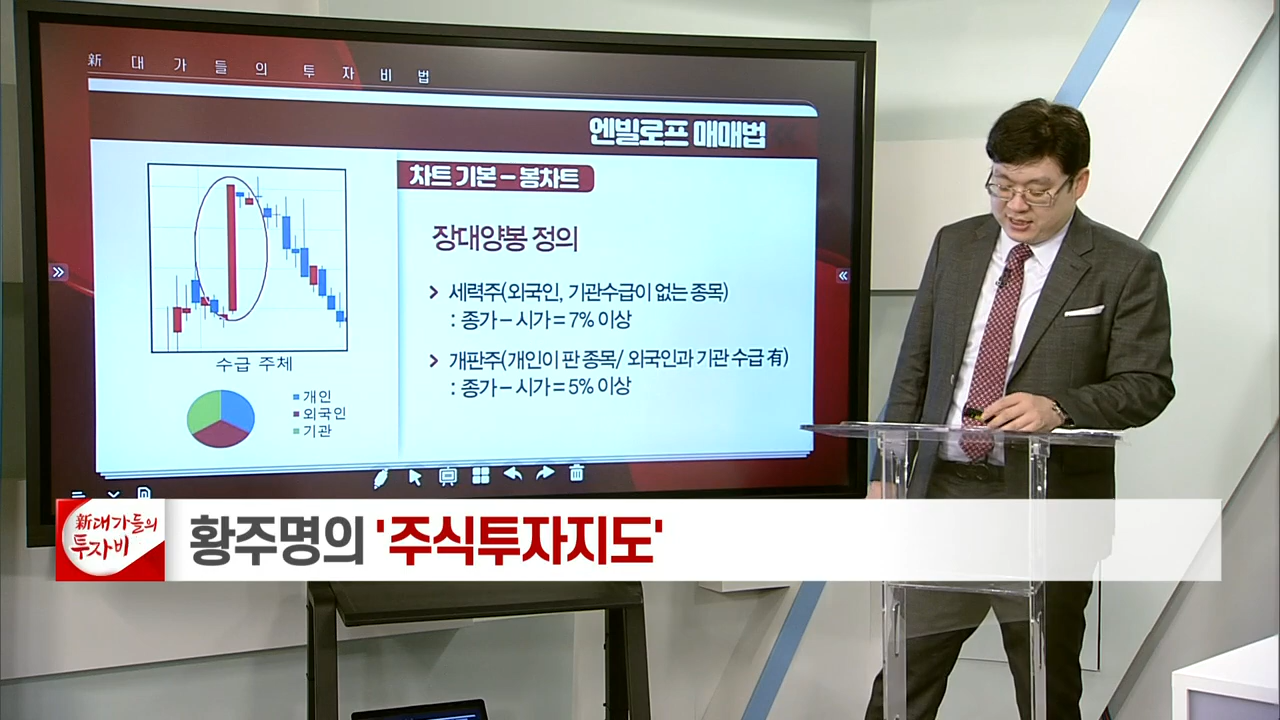 新 대 가 들 의 투 자 비 법
엔빌로프 매매법
차트 기본 – 봉차트
장대양봉 정의
세력주(외국인, 기관수급이 없는 종목)
: 종가 – 시가 = 7% 이상
개판주(개인이 판 종목/ 외국인과 기관 수급 有)
: 종가 – 시가 = 5% 이상
수급 주체
개인
외국인
기관
新대가들의
투자비
황주명의 '주식투자지도'